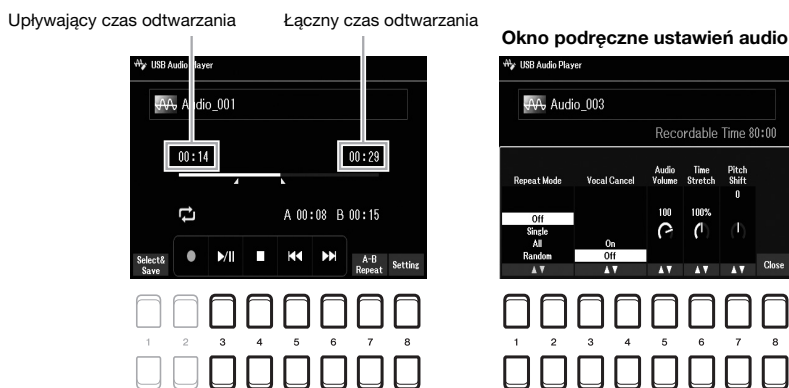 Upływający czas odtwarzania
Łączny czas odtwarzania
USB Audio Player
Audio_001
00:14
00:29
A 00:08 B 00:15
Select& Save
A-B Repeat
Setting
1 2 3 4 5 6 7 8
Okno podręczne ustawień audio
USB Audio Player
Audio_003
Recordable Time 80:00
Repeat Mode
Off
Single
All
Random
Vocal Cancel
On
Off
Audio
Volume
100
Time
Stretch
100%
Pitch
Shift
0
Close
1 2 3 4 5 6 7 8